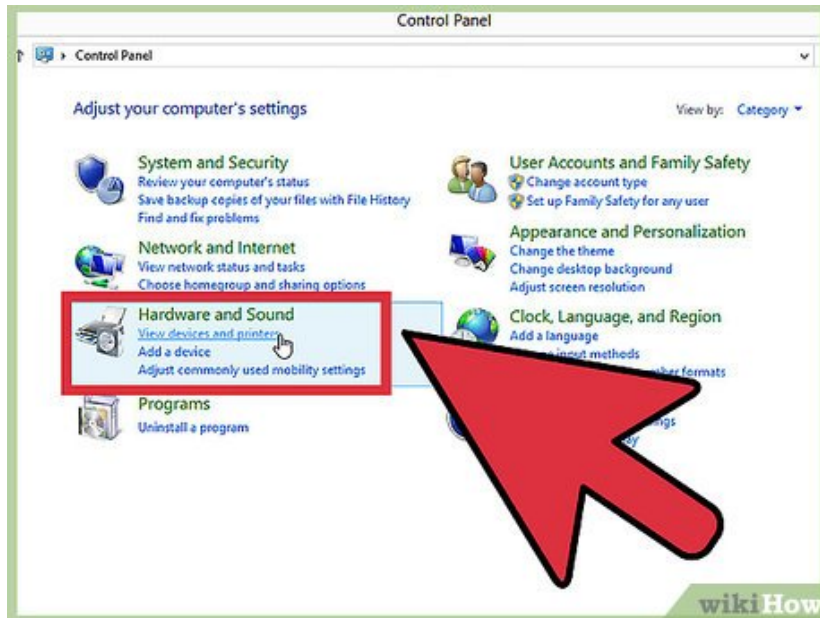 Control Panel
Control Panel
Adjust your computer's settings
View by: Category
System and Security
Review your computer's status
Save backup copies of your files with File History
Find and fix problems
Network and Internet
View network status and tasks
Choose homegroup and sharing options
Hardware and Sound
View devices and printers
Add a device
Adjust commonly used mobility settings
Programs
Uninstall a program
User Accounts and Family Safety
Change account type
Set up Family Safety for any user
Appearance and Personalization
Change the theme
Change desktop background
Adjust screen resolution
Clock, Language, and Region
Add a language
input methods
formats
wikiHow